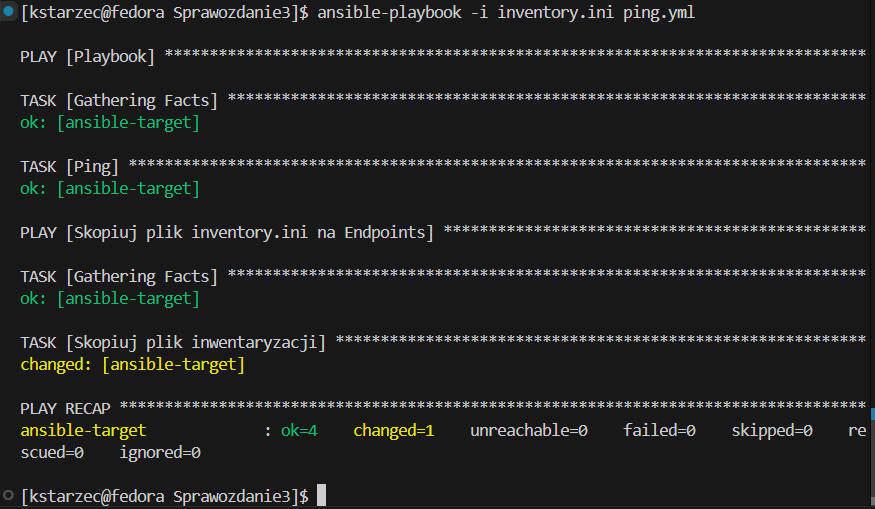 [kstarzec@fedora Sprawozdanie3]$ ansible-playbook -i inventory.ini ping.yml
PLAY [Playbook] ******************************************************************************
TASK [Gathering Facts] ***********************************************************************
ok: [ansible-target]
TASK [Ping] **********************************************************************************
ok: [ansible-target]
PLAY [Skopiuj plik inventory.ini na Endpoints] ***********************************************
TASK [Gathering Facts] ***********************************************************************
ok: [ansible-target]
TASK [Skopiuj plik inwentaryzacji] ***********************************************************
changed: [ansible-target]
PLAY RECAP ***********************************************************************************
ansible-target             : ok=4    changed=1    unreachable=0    failed=0    skipped=0    re
scued=0    ignored=0
[kstarzec@fedora Sprawozdanie3]$